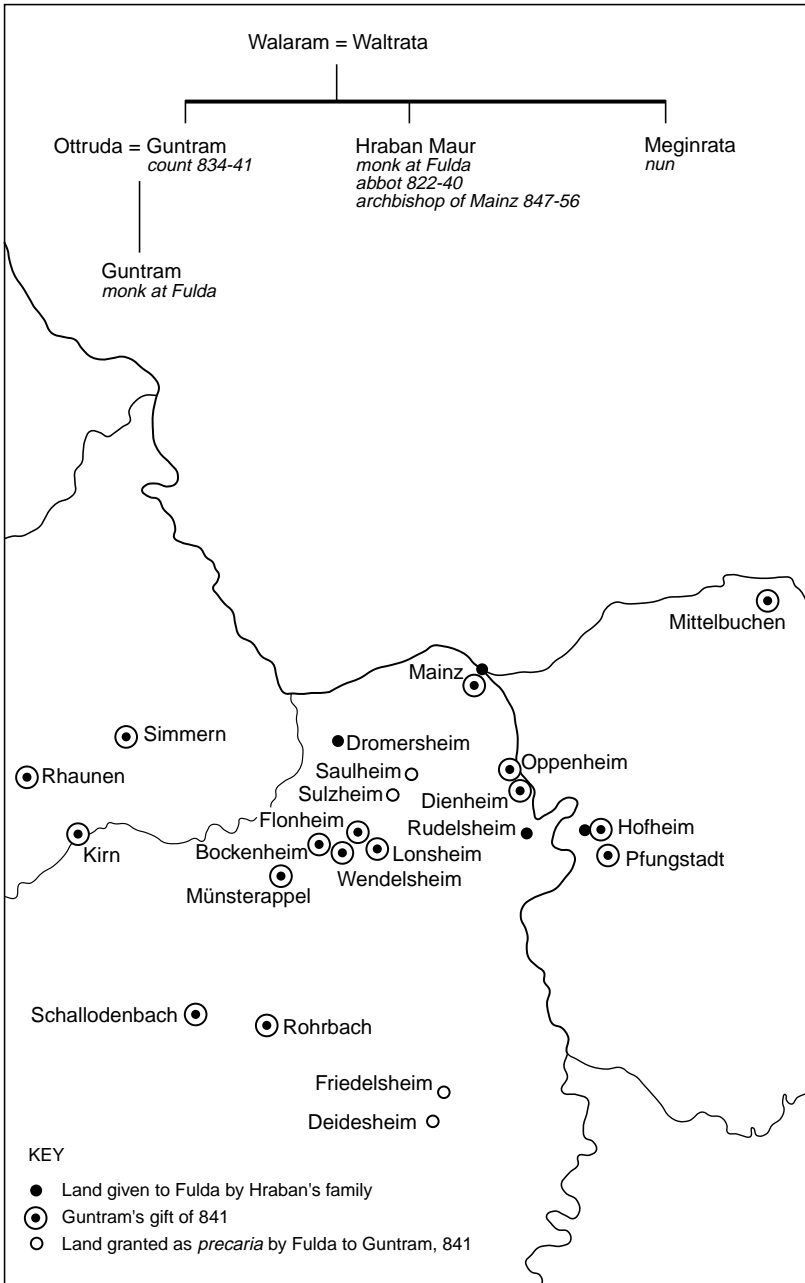 Walaram = Waltrata
Ottruda = Guntram
count 834-41
Hraban Maur
monk at Fulda
abbot 822-40
archbishop of Mainz 847-56
Meginrata
nun
Guntram
monk at Fulda
Mittelbuchen
Mainz
Simmern
Dromersheim
Rhaunen
Saulheim
Oppenheim
Sulzheim
Dienheim
Flonheim
Rudelsheim
Hofheim
Kirn
Bockenheim
Lonsheim
Pfungstadt
Wendelsheim
Münsterappel
Schallodenbach
Rohrbach
Friedelsheim
Deidesheim
KEY
Land given to Fulda by Hraban's family
Guntram's gift of 841
Land granted as precaria by Fulda to Guntram, 841